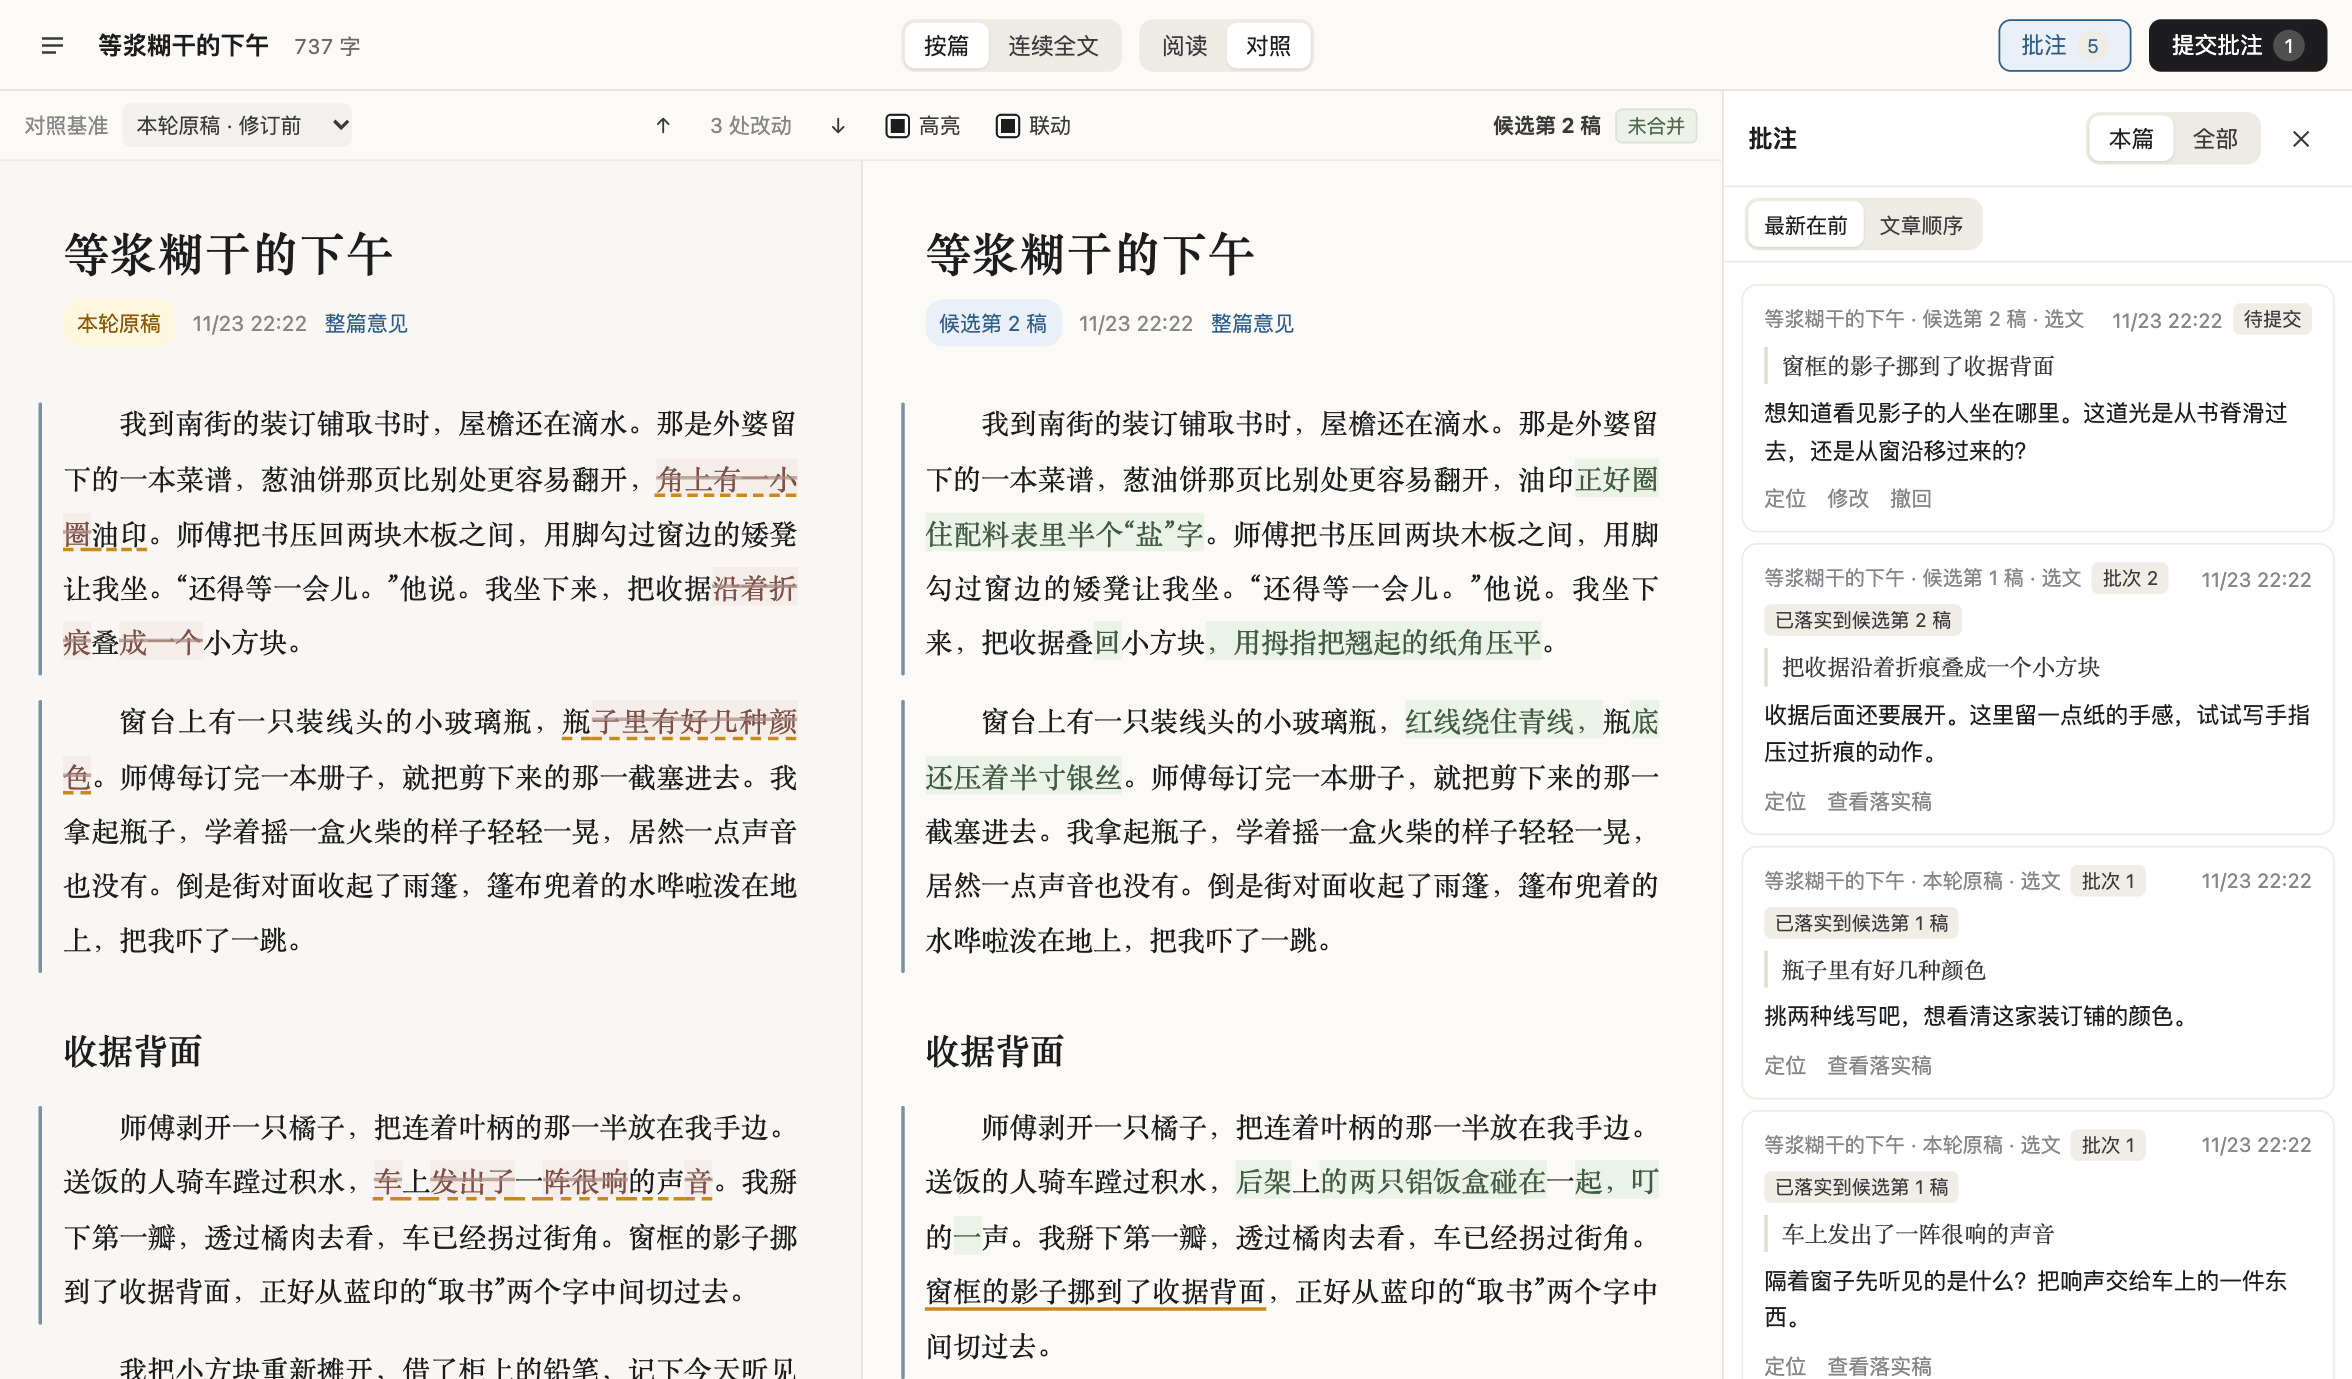 等浆糊干的下午 737 字 按篇 连续全文 阅读 对照 批注 5 提交批注 1
对照基准 本轮原稿 · 修订前 ↑ 3 处改动 ↓ 高亮 联动 候选第 2 稿 未合并
等浆糊干的下午
本轮原稿 11/23 22:22 整篇意见
我到南街的装订铺取书时，屋檐还在滴水。那是外婆留
下的一本菜谱，葱油饼那页比别处更容易翻开，角上有一小
圈油印。师傅把书压回两块木板之间，用脚勾过窗边的矮凳
让我坐。“还得等一会儿。”他说。我坐下来，把收据沿着折
痕叠成一个小方块。
窗台上有一只装线头的小玻璃瓶，瓶子里有好几种颜
色。师傅每订完一本册子，就把剪下来的那一截塞进去。我
拿起瓶子，学着摇一盒火柴的样子轻轻一晃，居然一点声音
也没有。倒是街对面收起了雨篷，篷布兜着的水哗啦泼在地
上，把我吓了一跳。
收据背面
师傅剥开一只橘子，把连着叶柄的那一半放在我手边。
送饭的人骑车蹚过积水，车上发出了一阵很响的声音。我掰
下第一瓣，透过橘肉去看，车已经拐过街角。窗框的影子挪
到了收据背面，正好从蓝印的“取书”两个字中间切过去。
我把小方块重新摊开，借了柜上的铅笔，记下今天听见
等浆糊干的下午
候选第 2 稿 11/23 22:22 整篇意见
我到南街的装订铺取书时，屋檐还在滴水。那是外婆留
下的一本菜谱，葱油饼那页比别处更容易翻开，油印正好圈
住配料表里半个“盐”字。师傅把书压回两块木板之间，用脚
勾过窗边的矮凳让我坐。“还得等一会儿。”他说。我坐下
来，把收据叠回小方块，用拇指把翘起的纸角压平。
窗台上有一只装线头的小玻璃瓶，红线绕住青线，瓶底
还压着半寸银丝。师傅每订完一本册子，就把剪下来的那一
截塞进去。我拿起瓶子，学着摇一盒火柴的样子轻轻一晃，
居然一点声音也没有。倒是街对面收起了雨篷，篷布兜着的
水哗啦泼在地上，把我吓了一跳。
收据背面
师傅剥开一只橘子，把连着叶柄的那一半放在我手边。
送饭的人骑车蹚过积水，后架上的两只铝饭盒碰在一起，叮
的一声。我掰下第一瓣，透过橘肉去看，车已经拐过街角。
窗框的影子挪到了收据背面，正好从蓝印的“取书”两个字中
间切过去。
批注 本篇 全部
最新在前 文章顺序
等浆糊干的下午 · 候选第 2 稿 · 选文 11/23 22:22 待提交
窗框的影子挪到了收据背面
想知道看见影子的人坐在哪里。这道光是从书脊滑过
去，还是从窗沿移过来的？
定位 修改 撤回
等浆糊干的下午 · 候选第 1 稿 · 选文 批次 2 11/23 22:22
已落实到候选第 2 稿
把收据沿着折痕叠成一个小方块
收据后面还要展开。这里留一点纸的手感，试试写手指
压过折痕的动作。
定位 查看落实稿
等浆糊干的下午 · 本轮原稿 · 选文 批次 1 11/23 22:22
已落实到候选第 1 稿
瓶子里有好几种颜色
挑两种线写吧，想看清这家装订铺的颜色。
定位 查看落实稿
等浆糊干的下午 · 本轮原稿 · 选文 批次 1 11/23 22:22
已落实到候选第 1 稿
车上发出了一阵很响的声音
隔着窗子先听见的是什么？把响声交给车上的一件东
西。
定位 查看落实稿